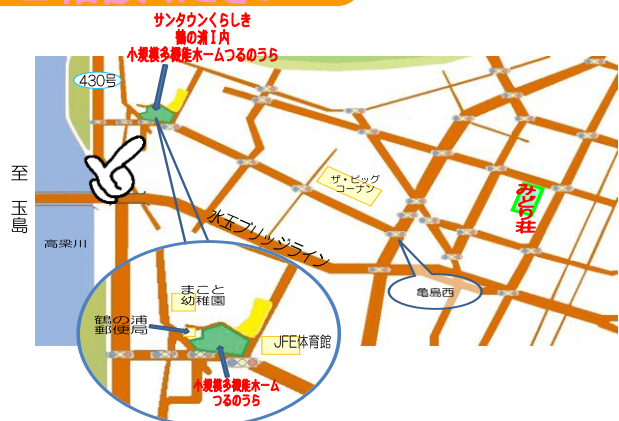 サンタウンくらしき
鶴の浦Ⅰ内
小規模多機能ホームつるのうら
430号
至
玉島
高梁川
水玉ブリッジライン
ザ・ビッグ
コーナン
みどり荘
亀島西
まこと
幼稚園
鶴の浦
郵便局
JFE体育館
小規模多機能ホーム
つるのうら